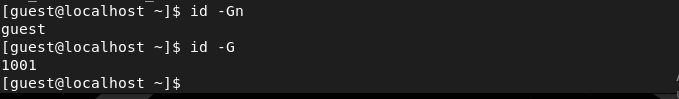 [guest@localhost ~]$ id -Gn
guest
[guest@localhost ~]$ id -G
1001
[guest@localhost ~]$